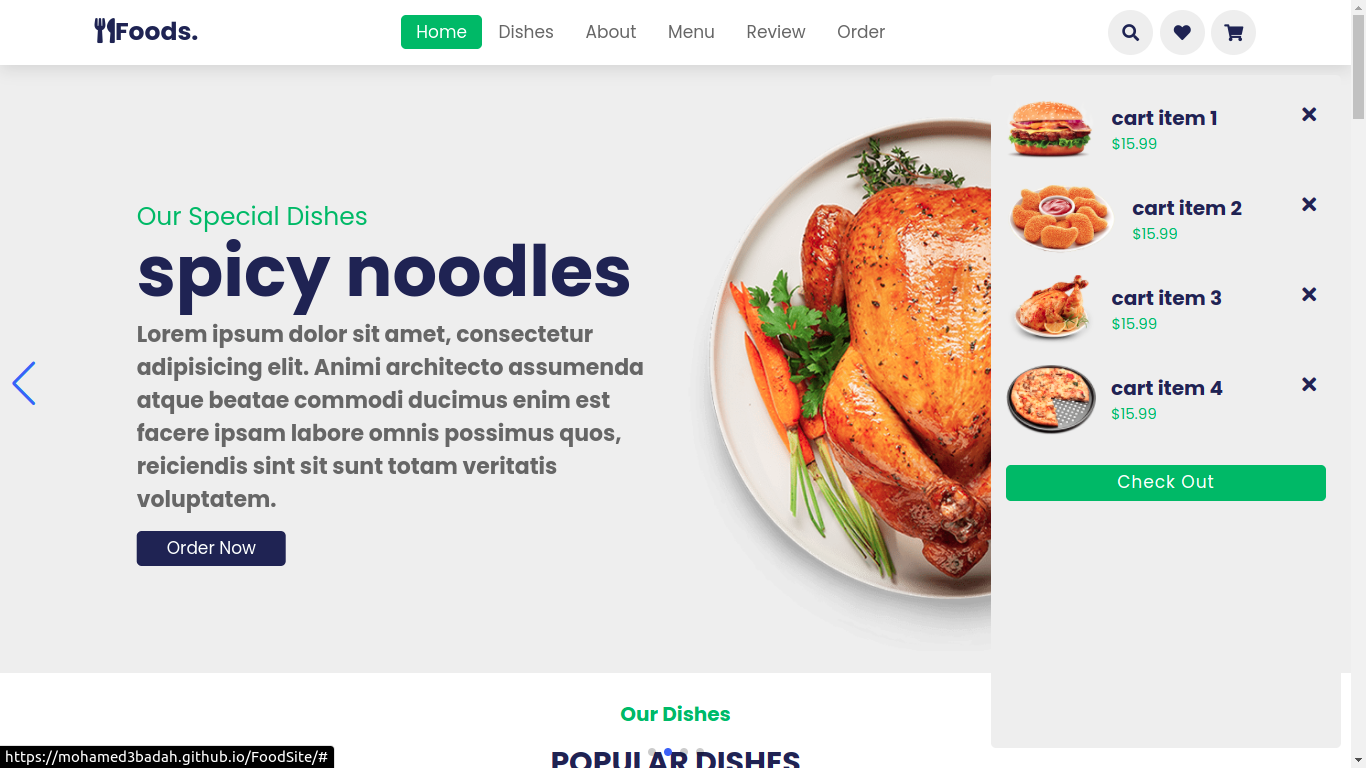 Foods.
Home Dishes About Menu Review Order
Our Special Dishes
spicy noodles
Lorem ipsum dolor sit amet, consectetur
adipisicing elit. Animi architecto assumenda
atque beatae commodi ducimus enim est
facere ipsam labore omnis possimus quos,
reiciendis sint sit sunt totam veritatis
voluptatem.
Order Now
cart item 1
$15.99
cart item 2
$15.99
cart item 3
$15.99
cart item 4
$15.99
Check Out
Our Dishes
POPULAR DISHES
https://mohamed3badah.github.io/FoodSite/#